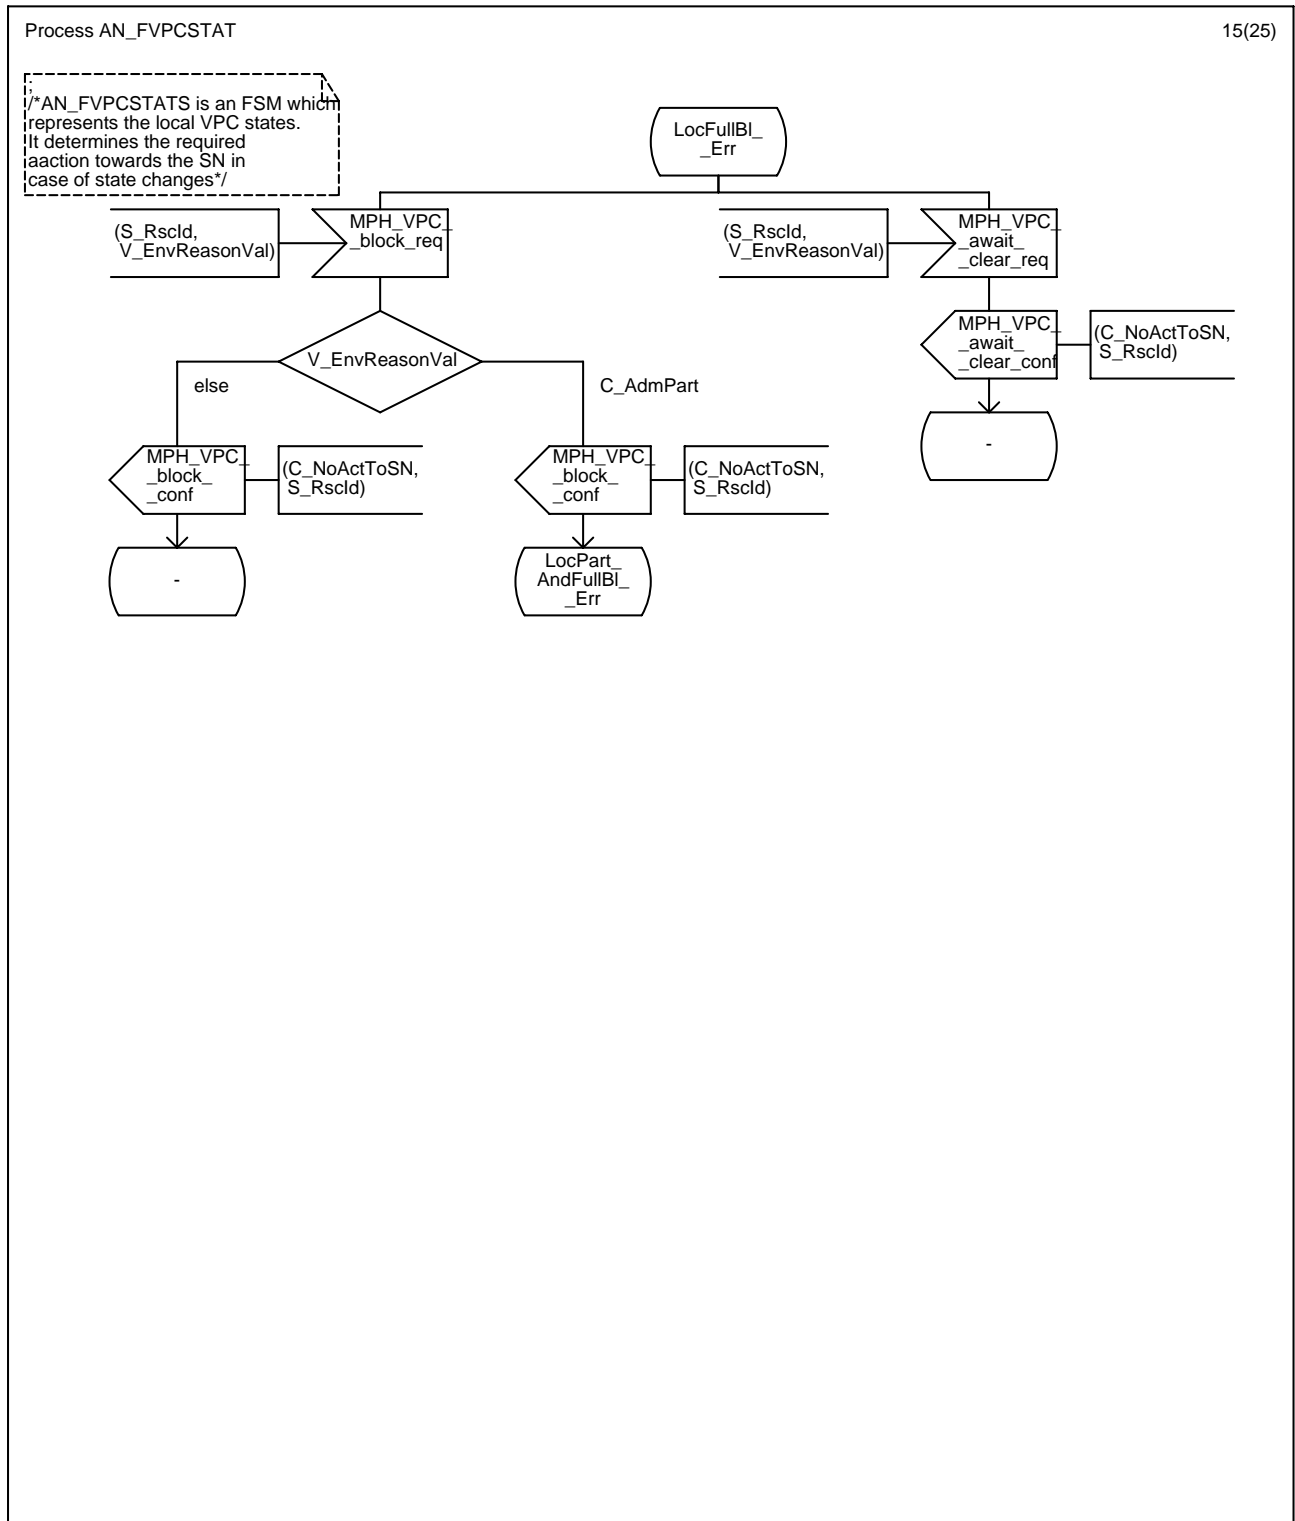 Process AN_FVPCSTAT
15(25)
;
/*AN_FVPCSTATS is an FSM which
represents the local VPC states.
It determines the required
aaction towards the SN in
case of state changes*/
LocFullBl_
_Err
(S_RscId,
V_EnvReasonVal)
MPH_VPC_
_block_req
(S_RscId,
V_EnvReasonVal)
MPH_VPC_
_await_
_clear_req
V_EnvReasonVal
MPH_VPC_
_await_
_clear_conf
(C_NoActToSN,
S_RscId)
else
C_AdmPart
-
MPH_VPC_
_block_
_conf
(C_NoActToSN,
S_RscId)
MPH_VPC_
_block_
_conf
(C_NoActToSN,
S_RscId)
-
LocPart_
AndFullBl_
_Err